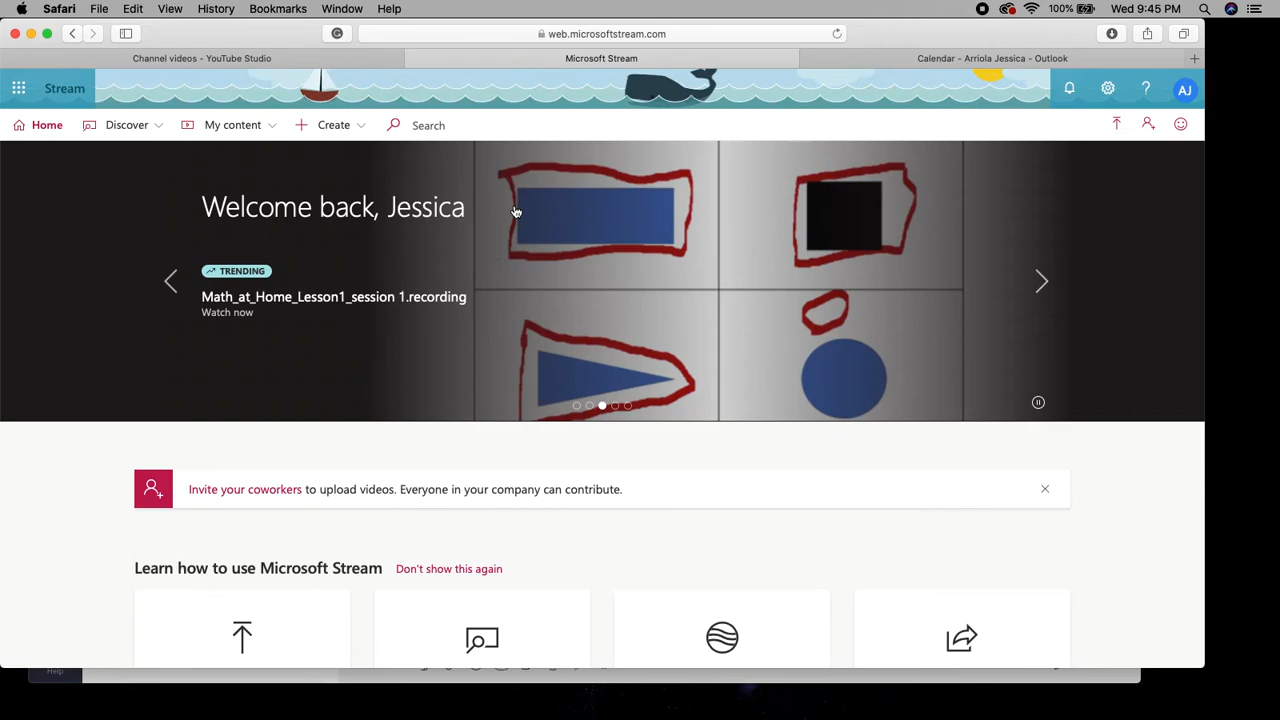 Safari File Edit View History Bookmarks Window Help 100% Wed 9:45 PM
web.microsoftstream.com
Channel videos - YouTube Studio Microsoft Stream Calendar - Arriola Jessica - Outlook
Stream ? AJ
Home Discover My content Create Search
Welcome back, Jessica
TRENDING
Math_at_Home_Lesson1_session 1.recording
Watch now
Invite your coworkers to upload videos. Everyone in your company can contribute.
Learn how to use Microsoft Stream Don't show this again
Help